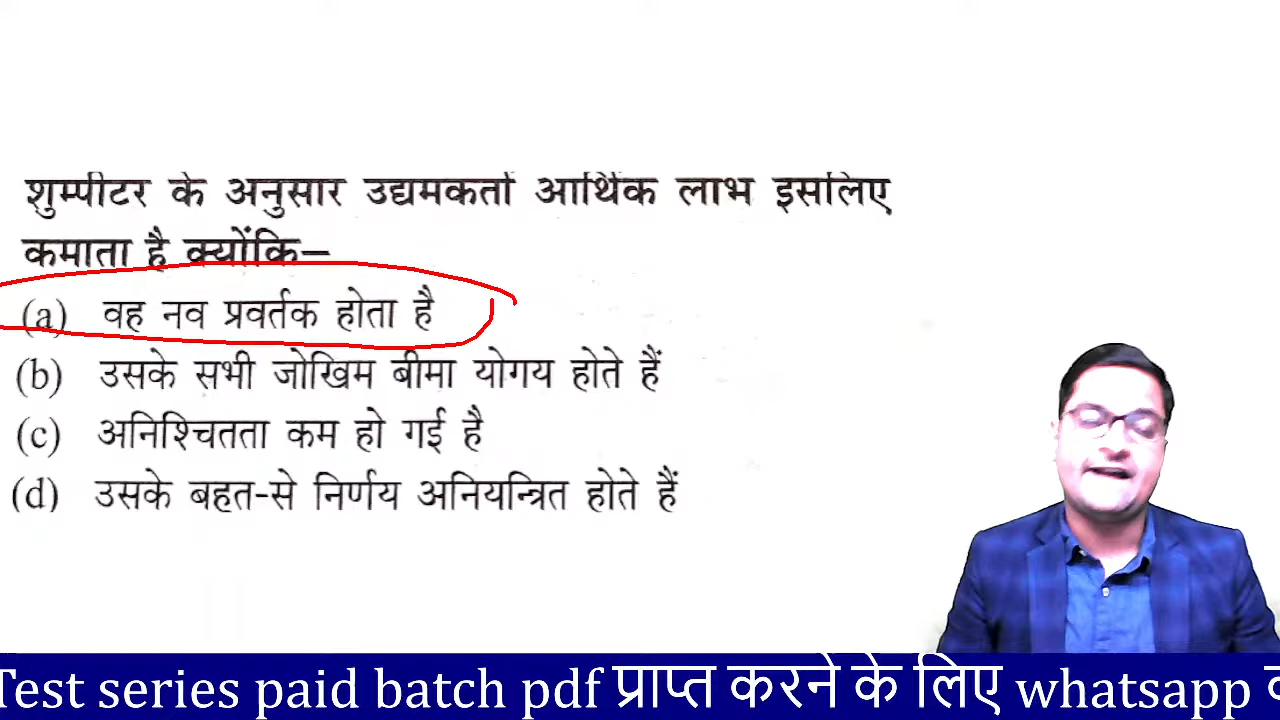 शुम्पीटर के अनुसार उद्यमकर्ता आर्थिक लाभ इसलिए
कमाता है क्योंकि–
(a) वह नव प्रवर्तक होता है
(b) उसके सभी जोखिम बीमा योगय होते हैं
(c) अनिश्चितता कम हो गई है
(d) उसके बहत-से निर्णय अनियन्त्रित होते हैं
Test series paid batch pdf प्राप्त करने के लिए whatsapp